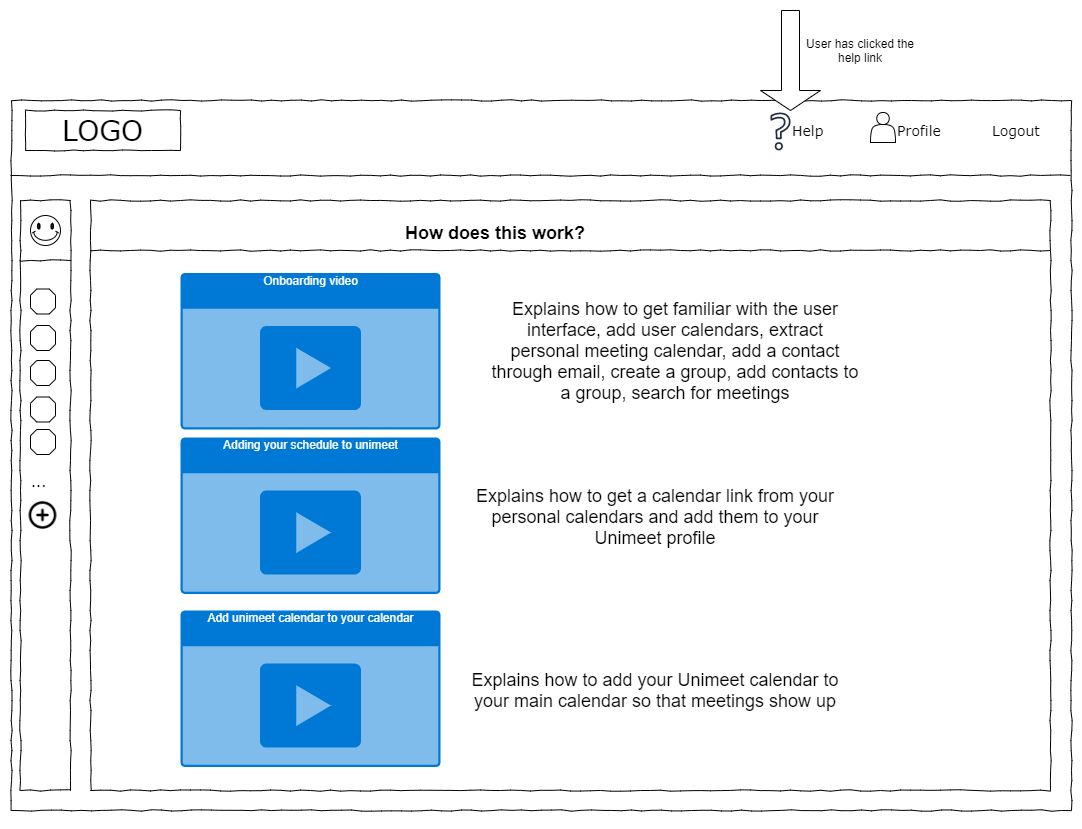 User has clicked the
help link
LOGO
Help
Profile
Logout
How does this work?
Onboarding video
Explains how to get familiar with the user
interface, add user calendars, extract
personal meeting calendar, add a contact
through email, create a group, add contacts to
a group, search for meetings
Adding your schedule to unimeet
Explains how to get a calendar link from your
personal calendars and add them to your
Unimeet profile
...
Add unimeet calendar to your calendar
Explains how to add your Unimeet calendar to
your main calendar so that meetings show up